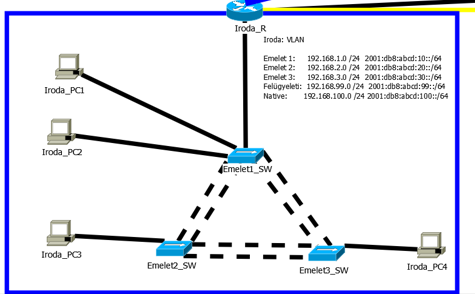 Iroda_R
Iroda: VLAN
Emelet 1: 192.168.1.0 /24 2001:db8:abcd:10::/64
Emelet 2: 192.168.2.0 /24 2001:db8:abcd:20::/64
Emelet 3: 192.168.3.0 /24 2001:db8:abcd:30::/64
Felügyeleti: 192.168.99.0 /24 2001:db8:abcd:99::/64
Native: 192.168.100.0 /24 2001:db8:abcd:100::/64
Iroda_PC1
Iroda_PC2
Emelet1_SW
Iroda_PC3
Emelet2_SW
Emelet3_SW
Iroda_PC4